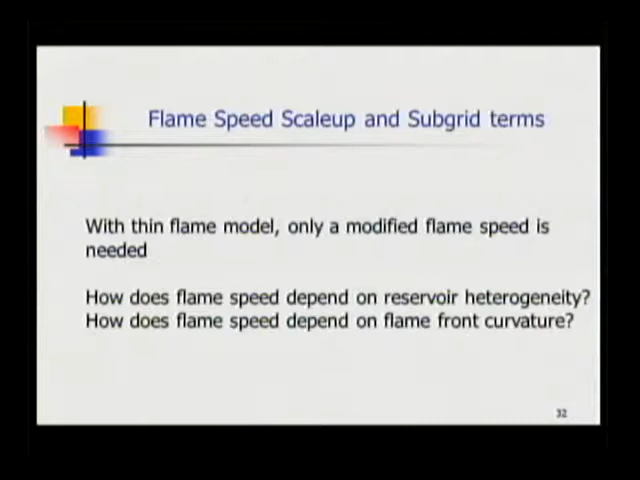 Flame Speed Scaleup and Subgrid terms
With thin flame model, only a modified flame speed is
needed
How does flame speed depend on reservoir heterogeneity?
How does flame speed depend on flame front curvature?
32